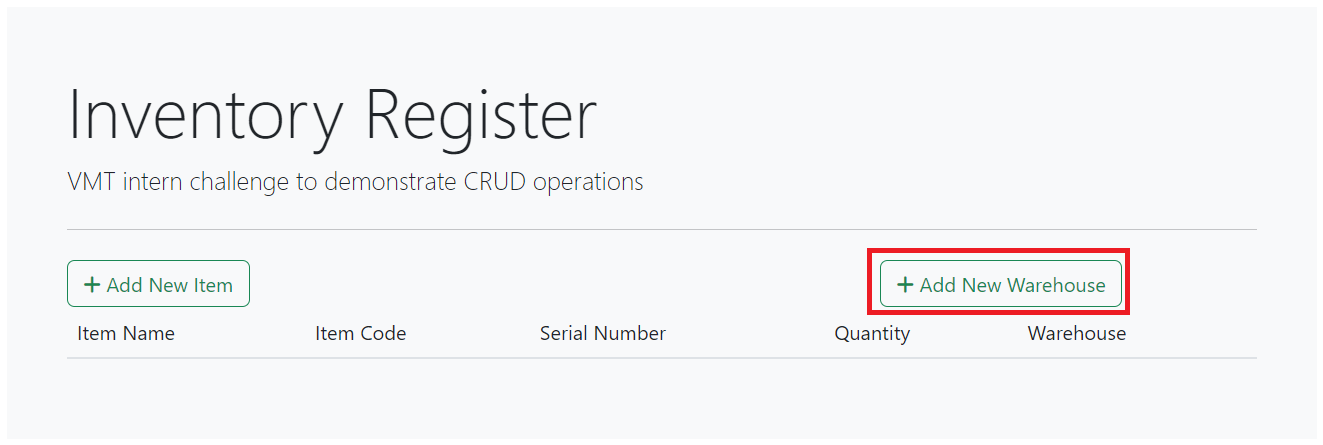 Inventory Register
VMT intern challenge to demonstrate CRUD operations
+ Add New Item + Add New Warehouse
Item Name Item Code Serial Number Quantity Warehouse